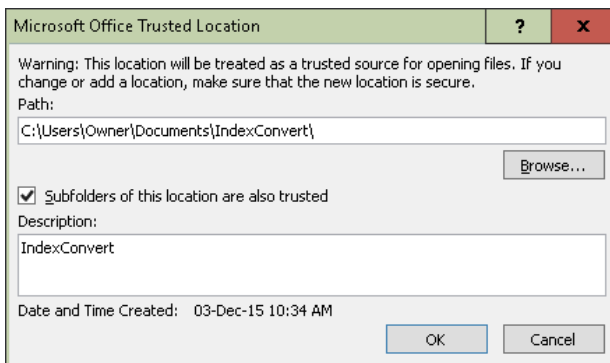 Microsoft Office Trusted Location ? x
Warning: This location will be treated as a trusted source for opening files. If you
change or add a location, make sure that the new location is secure.
Path:
C:\Users\Owner\Documents\IndexConvert\
Browse...
Subfolders of this location are also trusted
Description:
IndexConvert
Date and Time Created: 03-Dec-15 10:34 AM
OK Cancel